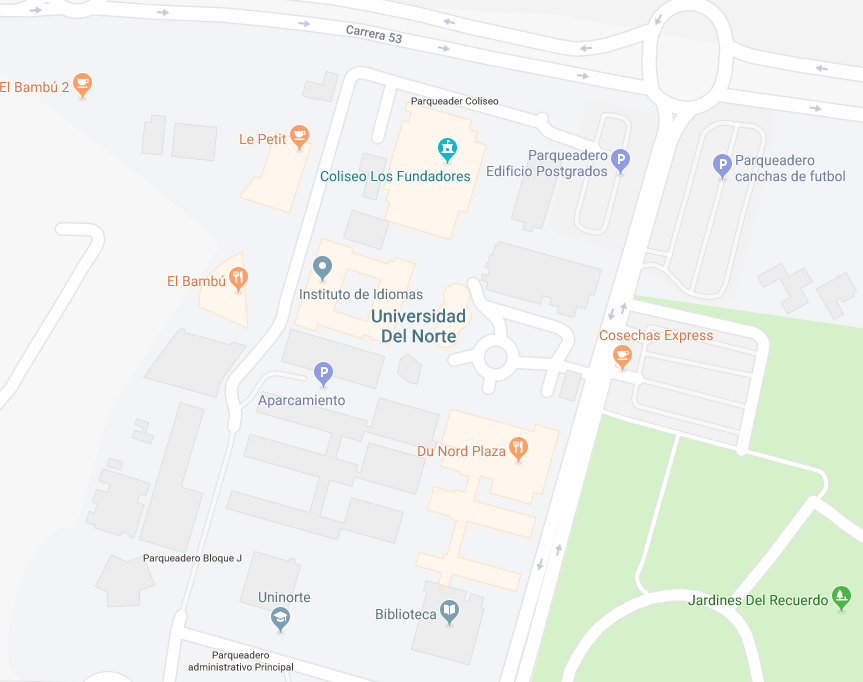 Carrera 53
El Bambú 2
Parqueader Coliseo
Le Petit
Parqueadero
Edificio Postgrados
Parqueadero
canchas de futbol
Coliseo Los Fundadores
El Bambú
Instituto de Idiomas
Universidad
Del Norte
Cosechas Express
Aparcamiento
Du Nord Plaza
Parqueadero Bloque J
Uninorte
Biblioteca
Jardines Del Recuerdo
Parqueadero
administrativo Principal